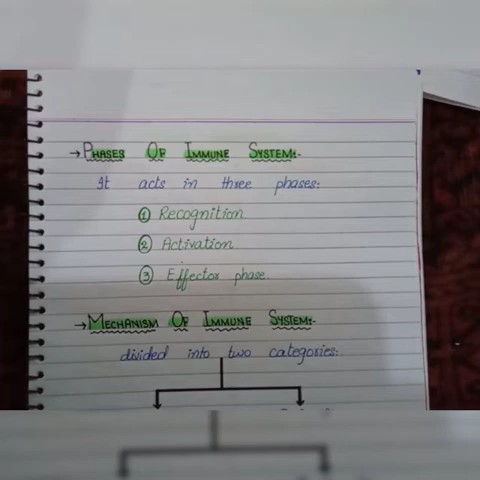 → PHASES OF IMMUNE SYSTEM:-
It acts in three phases:
① Recognition
② Activation
③ Effector phase.
→ MECHANISM OF IMMUNE SYSTEM:-
divided into two categories: